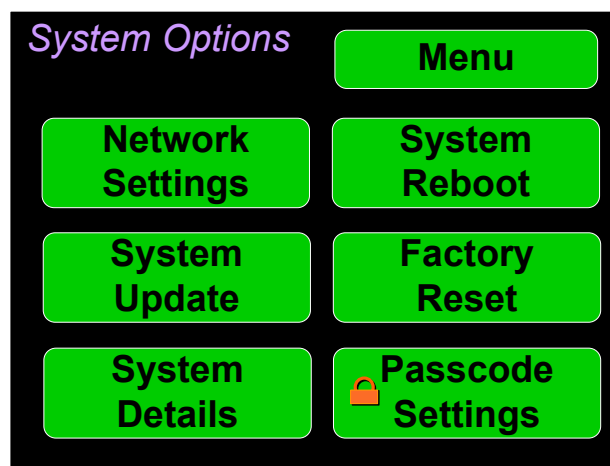 System Options
Menu
Network
Settings
System
Reboot
System
Update
Factory
Reset
System
Details
Passcode
Settings